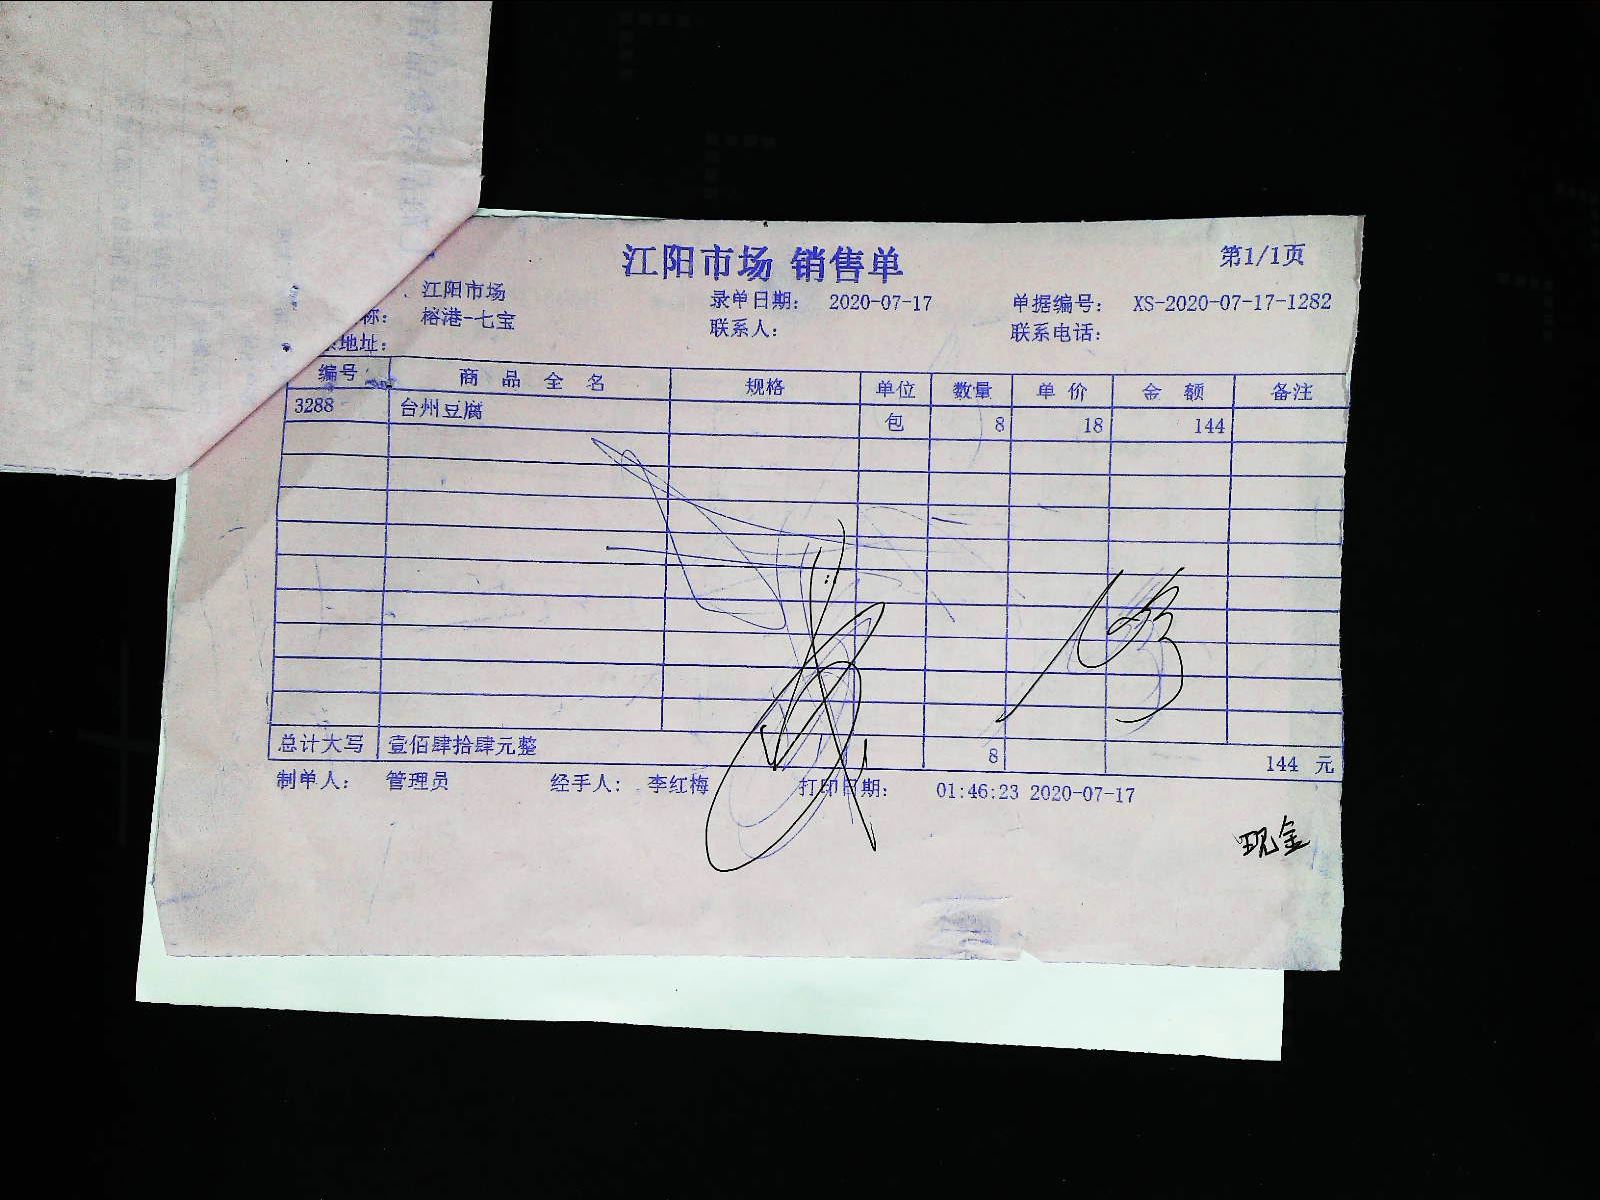 江阳市场 销售单 第1/1页
江阳市场 录单日期： 2020-07-17 单据编号： XS-2020-07-17-1282
称： 榕港-七宝 联系人： 联系电话：
地址：
编号 商品全名 规格 单位 数量 单价 金额 备注
3288 台州豆腐 包 8 18 144
总计大写 壹佰肆拾肆元整 8 144 元
制单人： 管理员 经手人： 李红梅 打印日期： 01:46:23 2020-07-17
现金